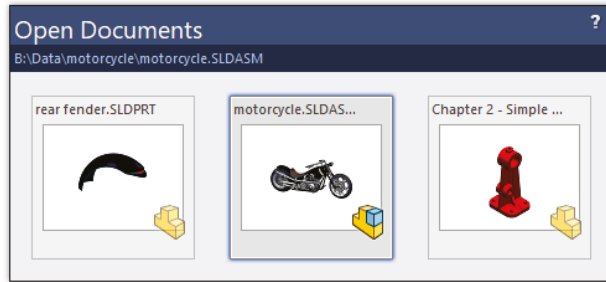 Open Documents
?
B:\Data\motorcycle\motorcycle.SLDASM
rear fender.SLDPRT
motorcycle.SLDAS...
Chapter 2 - Simple ...